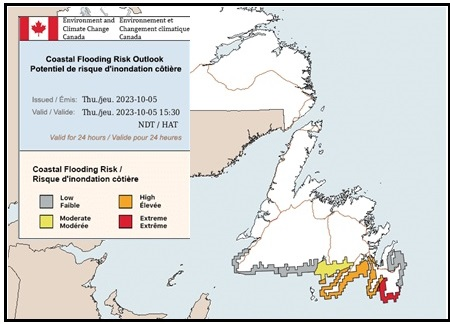 Environment and Environnement et
Climate Change Changement climatique
Canada Canada
Coastal Flooding Risk Outlook
Potentiel de risque d'inondation côtière
Issued / Émis: Thu./jeu. 2023-10-05
Valid / Valide: Thu./jeu. 2023-10-05 15:30
NDT / HAT
Valid for 24 hours / Valide pour 24 heures
Coastal Flooding Risk /
Risque d'inondation côtière
Low
Faible
High
Élevée
Moderate
Modérée
Extreme
Extrême